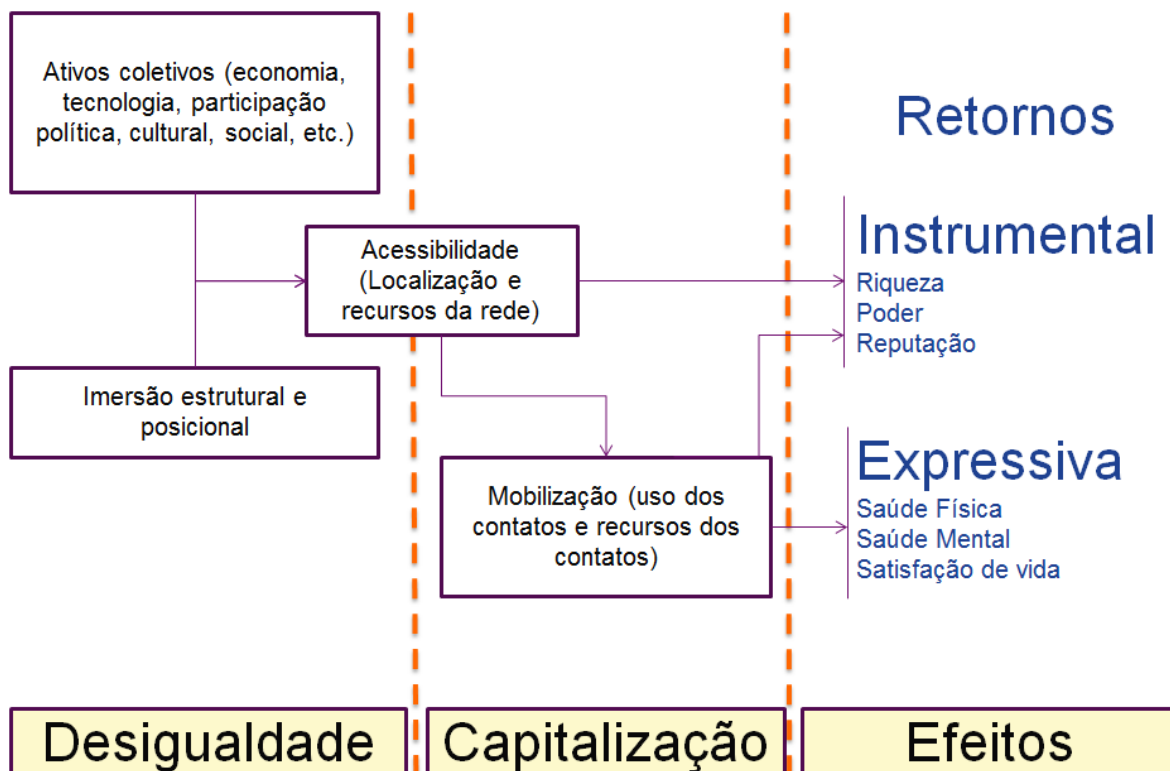 Ativos coletivos (economia,
tecnologia, participação
política, cultural, social, etc.)
Imersão estrutural e
posicional
Acessibilidade
(Localização e
recursos da rede)
Mobilização (uso dos
contatos e recursos dos
contatos)
Retornos
Instrumental
Riqueza
Poder
Reputação
Expressiva
Saúde Física
Saúde Mental
Satisfação de vida
Desigualdade
Capitalização
Efeitos